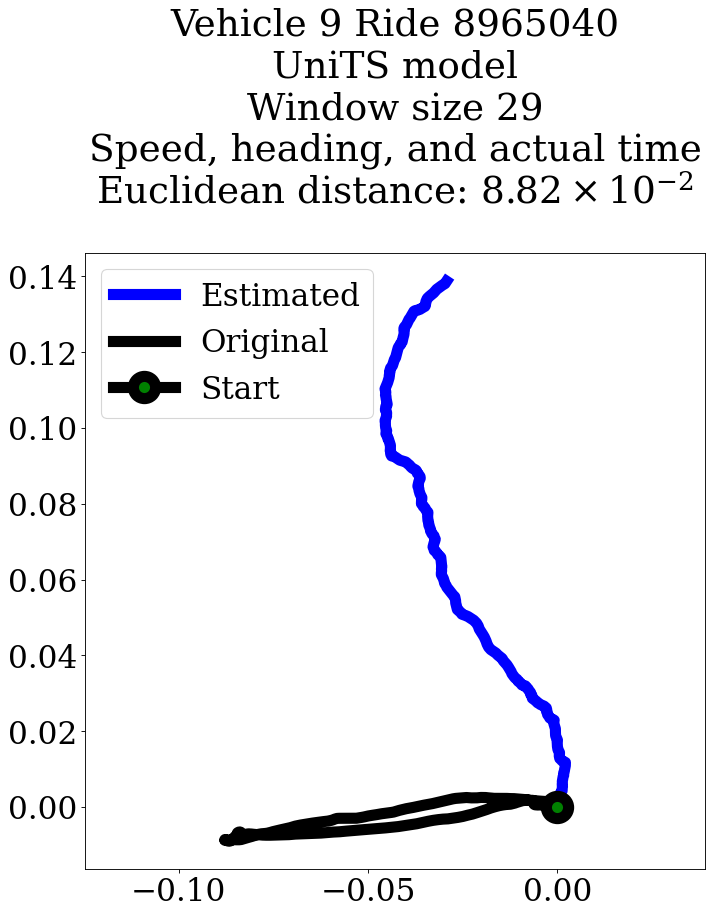 Vehicle 9 Ride 8965040
UniTS model
Window size 29
Speed, heading, and actual time
Euclidean distance: 8.82 × 10⁻²
Estimated
Original
Start
0.14
0.12
0.10
0.08
0.06
0.04
0.02
0.00
−0.10 −0.05 0.00